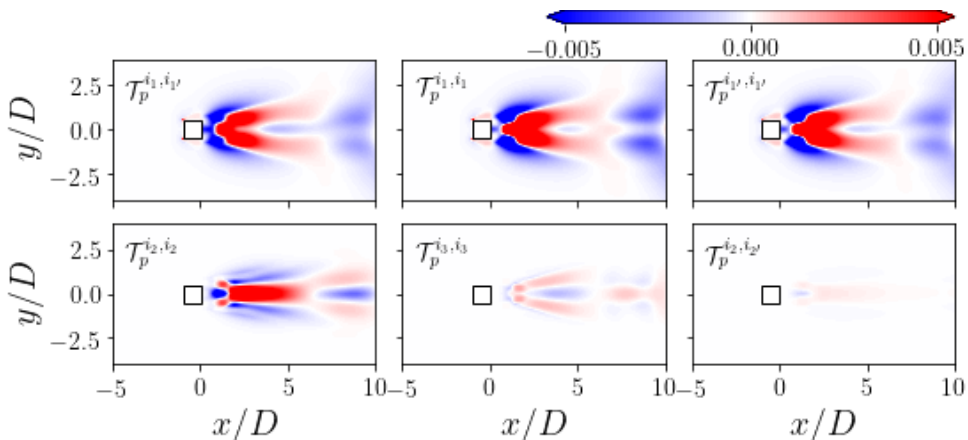 −0.005 0.000 0.005
𝒯_p^{i_1,i_{1'}} 𝒯_p^{i_1,i_1} 𝒯_p^{i_{1'},i_{1'}}
y/D 2.5 0.0 −2.5
𝒯_p^{i_2,i_2} 𝒯_p^{i_3,i_3} 𝒯_p^{i_2,i_{2'}}
y/D 2.5 0.0 −2.5
−5 0 5 10 −5 0 5 10 −5 0 5 10
x/D x/D x/D